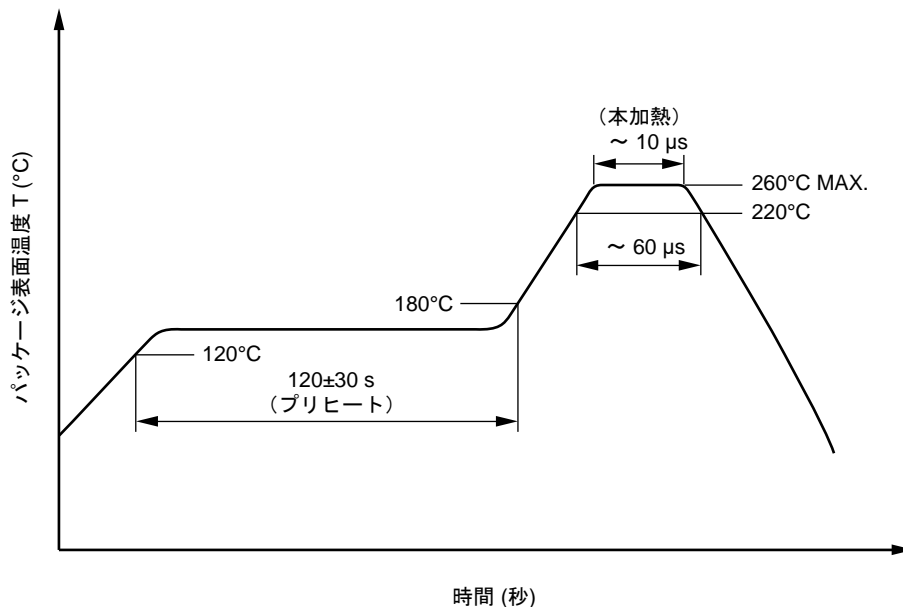 （本加熱）
～ 10 µs
260°C MAX.
220°C
～ 60 µs
180°C
120°C
120±30 s
（プリヒート）
パッケージ表面温度 T (°C)
時間 (秒)